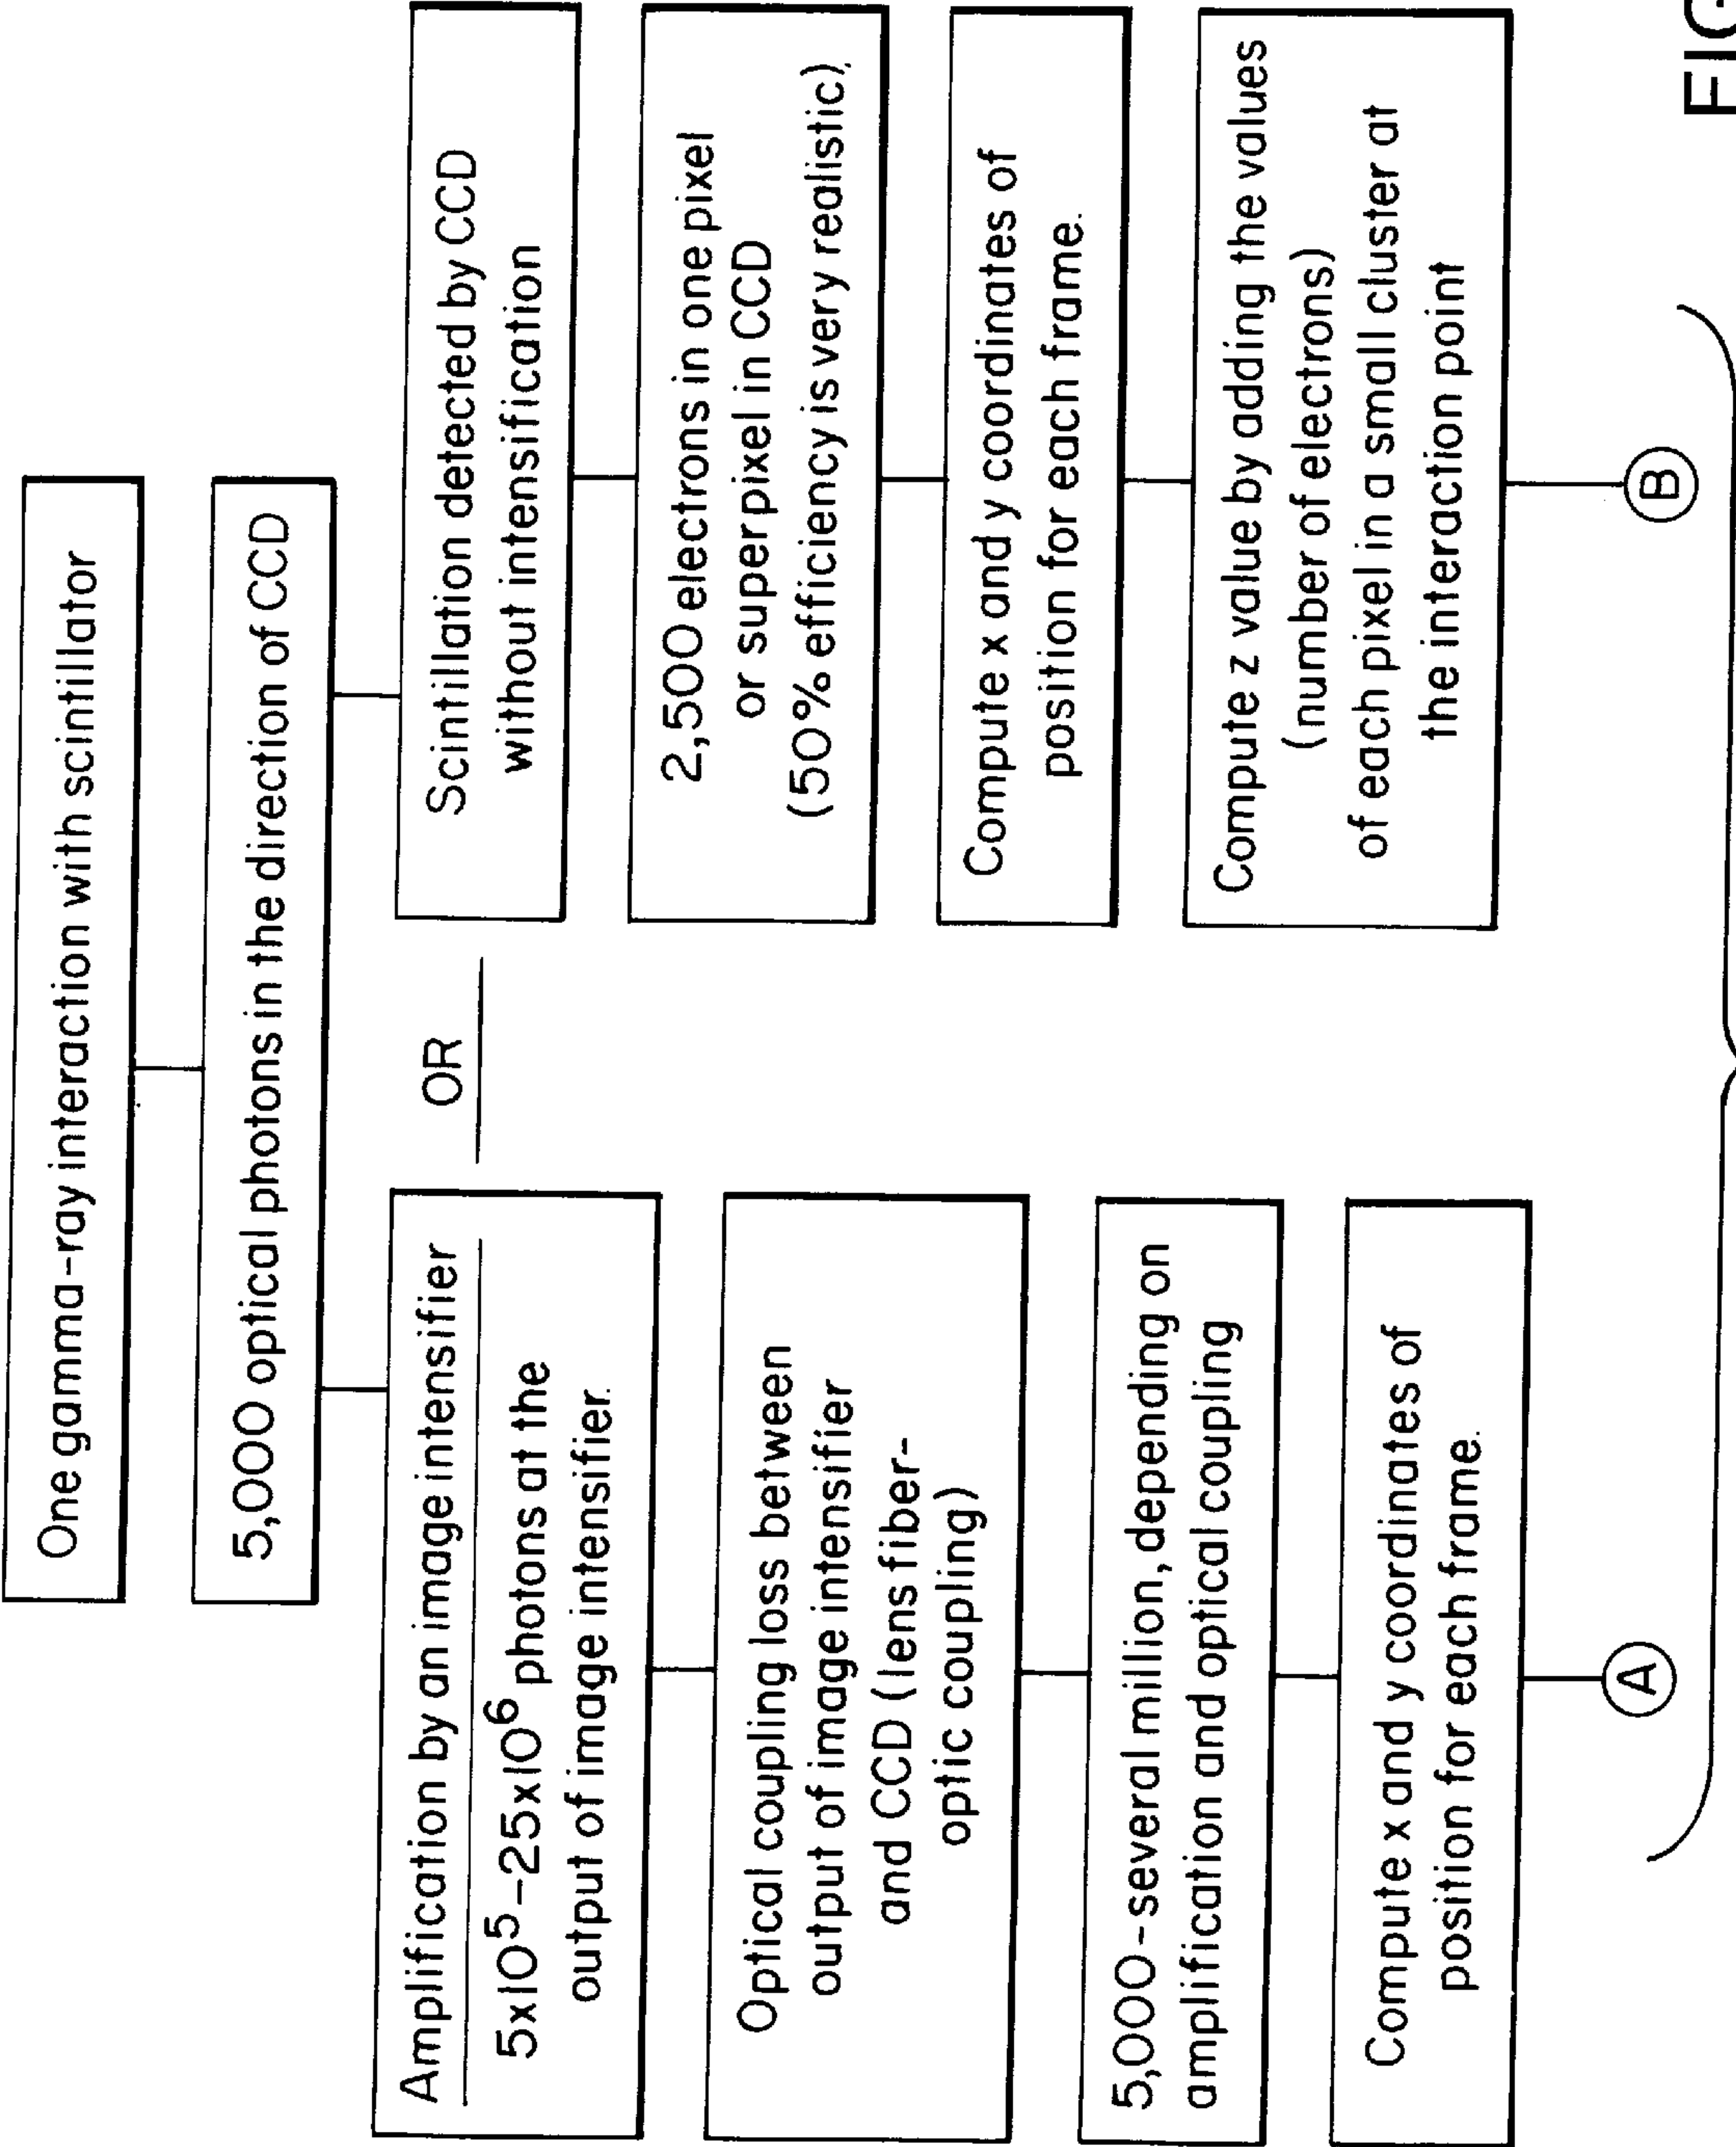 One gamma-ray interaction with scintillator
5,000 optical photons in the direction of CCD
Amplification by an image intensifier
5x10⁵-25x10⁶ photons at the
output of image intensifier.
Optical coupling loss between
output of image intensifier
and CCD (lens fiber-
optic coupling)
5,000-several million, depending on
amplification and optical coupling
Compute x and y coordinates of
position for each frame.
A
OR
Scintillation detected by CCD
without intensification
2,500 electrons in one pixel
or superpixel in CCD
(50% efficiency is very realistic).
Compute x and y coordinates of
position for each frame.
Compute z value by adding the values
(number of electrons)
of each pixel in a small cluster at
the interaction point
B